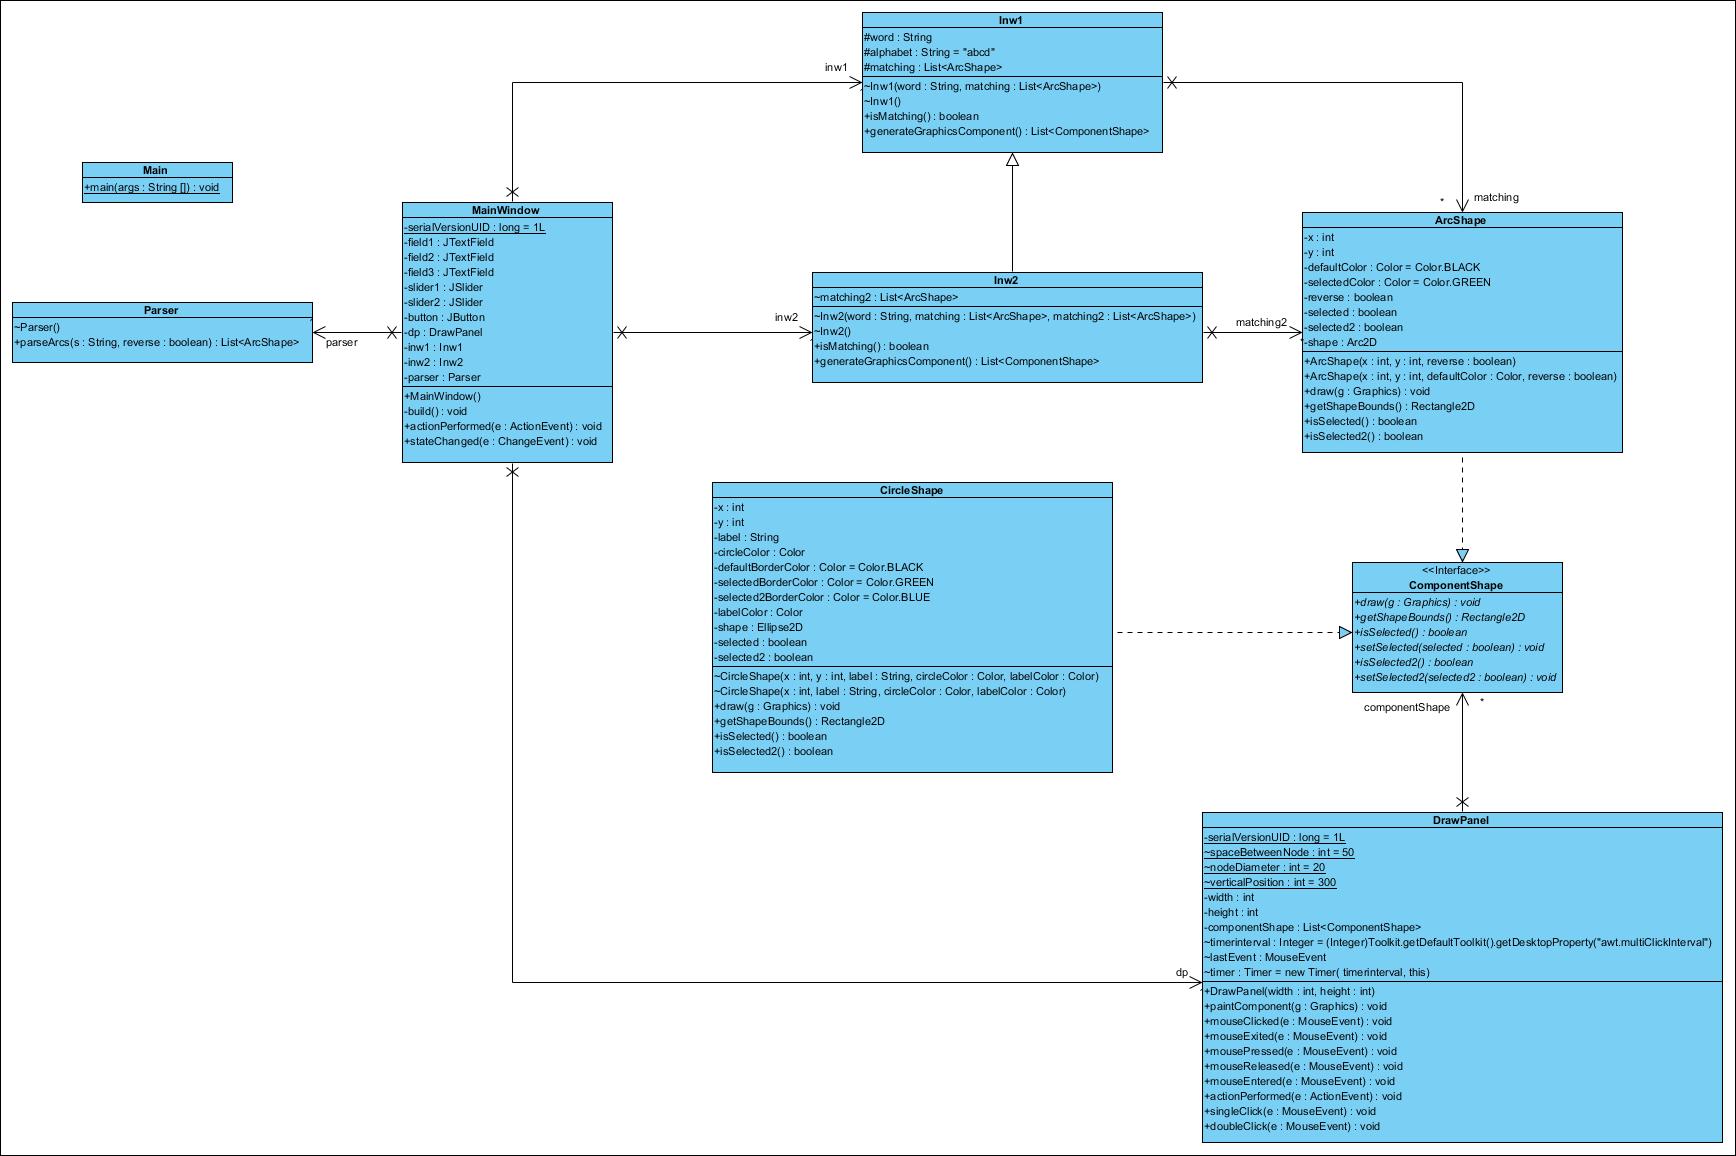 Inw1
#word : String
#alphabet : String = "abcd"
#matching : List<ArcShape>
~Inw1(word : String, matching : List<ArcShape>)
~Inw1()
+isMatching() : boolean
+generateGraphicsComponent() : List<ComponentShape>
inw1
Main
+main(args : String []) : void
MainWindow
-serialVersionUID : long = 1L
-field1 : JTextField
-field2 : JTextField
-field3 : JTextField
-slider1 : JSlider
-slider2 : JSlider
-button : JButton
-dp : DrawPanel
-inw1 : Inw1
-inw2 : Inw2
-parser : Parser
+MainWindow()
-build() : void
+actionPerformed(e : ActionEvent) : void
+stateChanged(e : ChangeEvent) : void
Parser
~Parser()
+parseArcs(s : String, reverse : boolean) : List<ArcShape>
parser
inw2
Inw2
~matching2 : List<ArcShape>
~Inw2(word : String, matching : List<ArcShape>, matching2 : List<ArcShape>)
~Inw2()
+isMatching() : boolean
+generateGraphicsComponent() : List<ComponentShape>
matching2
* matching
ArcShape
-x : int
-y : int
-defaultColor : Color = Color.BLACK
-selectedColor : Color = Color.GREEN
-reverse : boolean
-selected : boolean
-selected2 : boolean
-shape : Arc2D
+ArcShape(x : int, y : int, reverse : boolean)
+ArcShape(x : int, y : int, defaultColor : Color, reverse : boolean)
+draw(g : Graphics) : void
+getShapeBounds() : Rectangle2D
+isSelected() : boolean
+isSelected2() : boolean
CircleShape
-x : int
-y : int
-label : String
-circleColor : Color
-defaultBorderColor : Color = Color.BLACK
-selectedBorderColor : Color = Color.GREEN
-selected2BorderColor : Color = Color.BLUE
-labelColor : Color
-shape : Ellipse2D
-selected : boolean
-selected2 : boolean
~CircleShape(x : int, y : int, label : String, circleColor : Color, labelColor : Color)
~CircleShape(x : int, label : String, circleColor : Color, labelColor : Color)
+draw(g : Graphics) : void
+getShapeBounds() : Rectangle2D
+isSelected() : boolean
+isSelected2() : boolean
<<Interface>>
ComponentShape
+draw(g : Graphics) : void
+getShapeBounds() : Rectangle2D
+isSelected() : boolean
+setSelected(selected : boolean) : void
+isSelected2() : boolean
+setSelected2(selected2 : boolean) : void
componentShape *
DrawPanel
-serialVersionUID : long = 1L
~spaceBetweenNode : int = 50
~nodeDiameter : int = 20
~verticalPosition : int = 300
-width : int
-height : int
-componentShape : List<ComponentShape>
~timerinterval : Integer = (Integer)Toolkit.getDefaultToolkit().getDesktopProperty("awt.multiClickInterval")
~lastEvent : MouseEvent
~timer : Timer = new Timer( timerinterval, this)
+DrawPanel(width : int, height : int)
+paintComponent(g : Graphics) : void
+mouseClicked(e : MouseEvent) : void
+mouseExited(e : MouseEvent) : void
+mousePressed(e : MouseEvent) : void
+mouseReleased(e : MouseEvent) : void
+mouseEntered(e : MouseEvent) : void
+actionPerformed(e : ActionEvent) : void
+singleClick(e : MouseEvent) : void
+doubleClick(e : MouseEvent) : void
dp